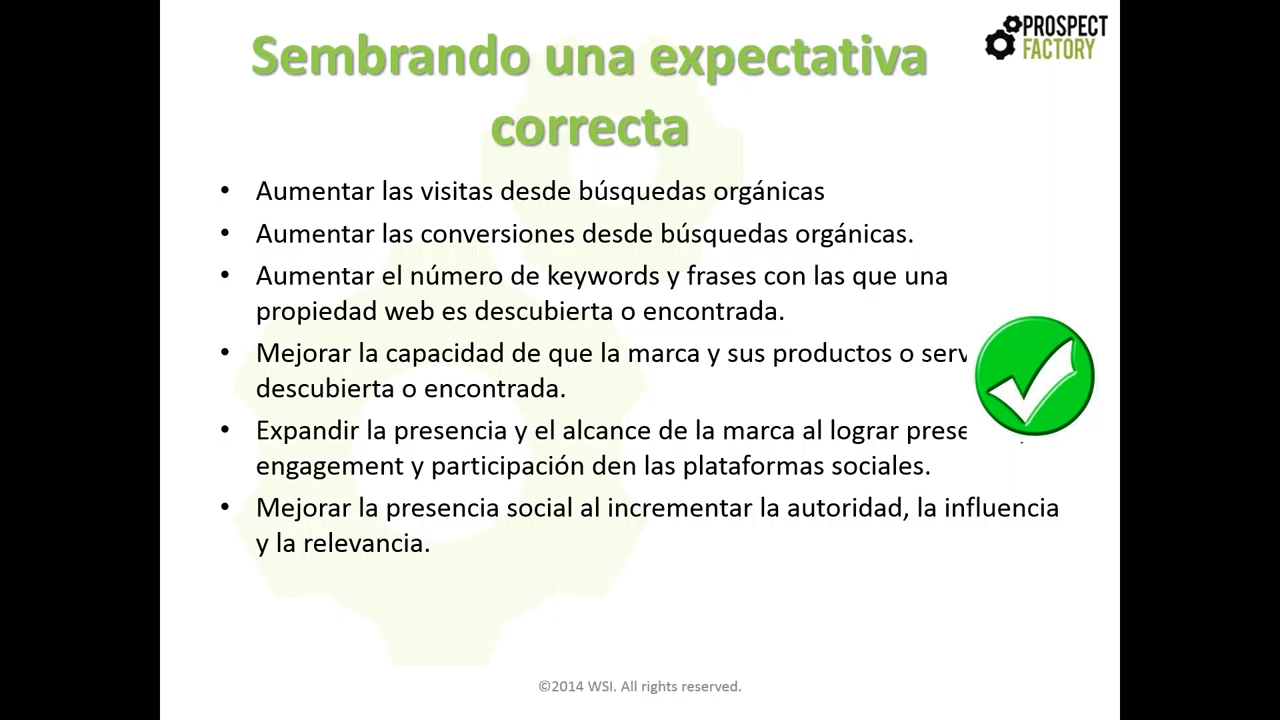 PROSPECT
FACTORY
Sembrando una expectativa
correcta
• Aumentar las visitas desde búsquedas orgánicas
• Aumentar las conversiones desde búsquedas orgánicas.
• Aumentar el número de keywords y frases con las que una
propiedad web es descubierta o encontrada.
• Mejorar la capacidad de que la marca y sus productos o
descubierta o encontrada.
• Expandir la presencia y el alcance de la marca al lograr
engagement y participación den las plataformas sociales.
• Mejorar la presencia social al incrementar la autoridad, la influencia
y la relevancia.
©2014 WSI. All rights reserved.